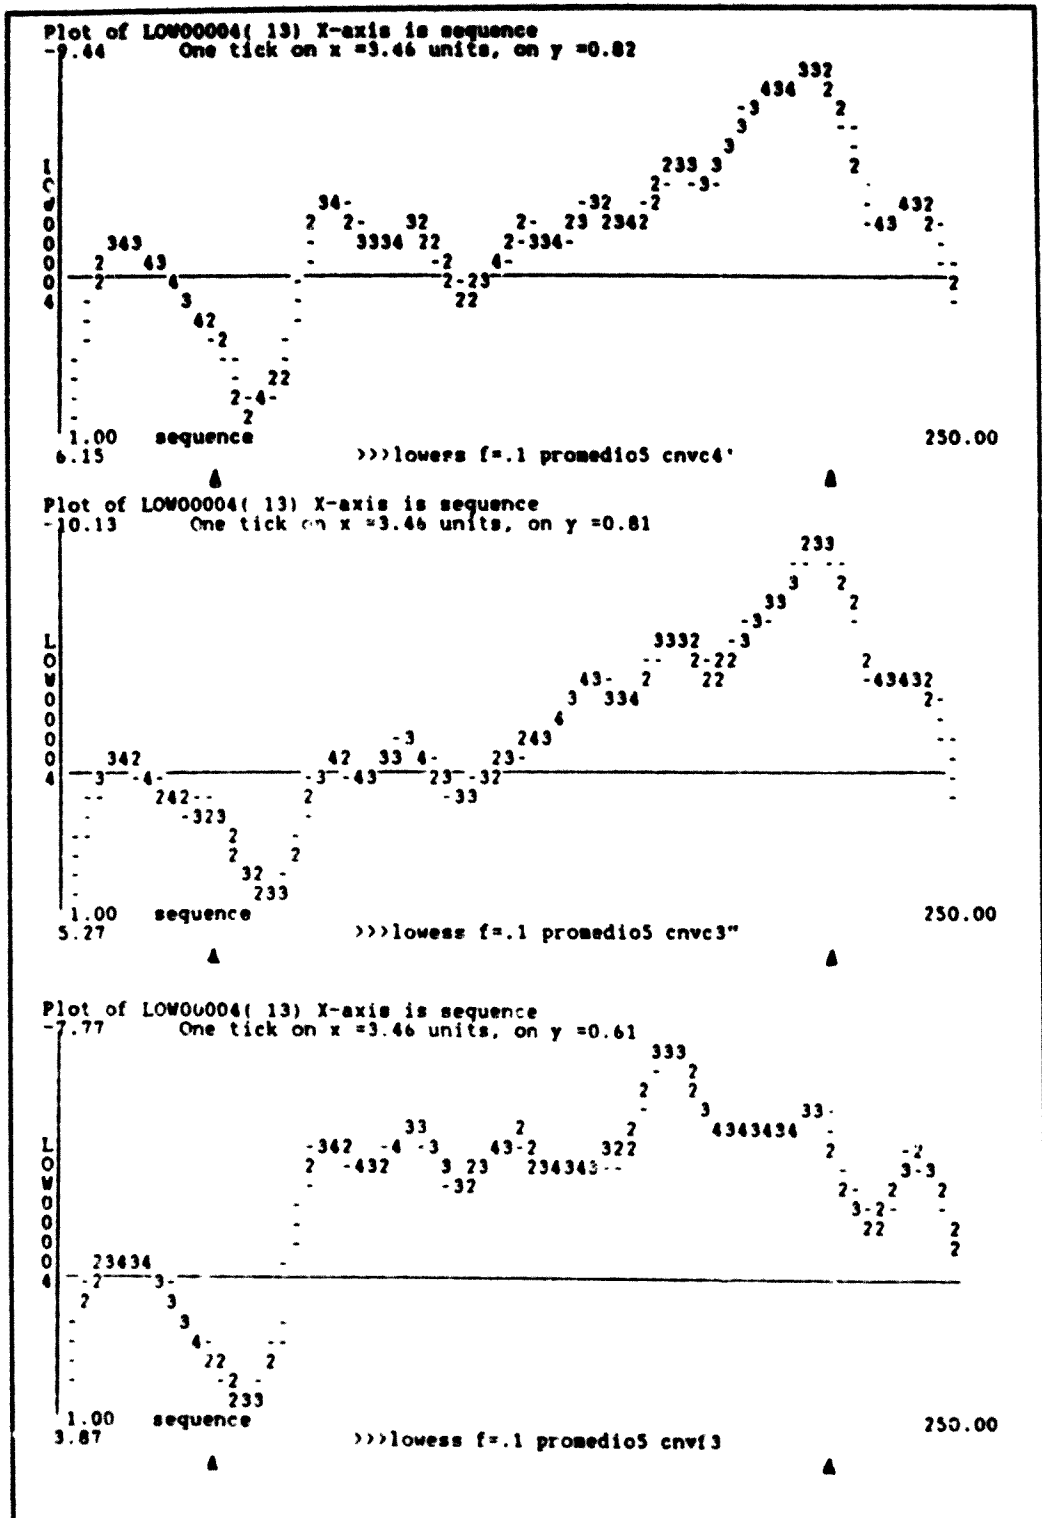 Plot of LOW00004( 13) X-axis is sequence
-9.44 One tick on x =3.46 units, on y =0.82
LOW00004
1.00 sequence 250.00
6.15 >>>lowess f=.1 promedio5 cnvc4'
Plot of LOW00004( 13) X-axis is sequence
-10.13 One tick on x =3.46 units, on y =0.81
LOW00004
1.00 sequence 250.00
5.27 >>>lowess f=.1 promedio5 cnvc3"
Plot of LOW00004( 13) X-axis is sequence
-7.77 One tick on x =3.46 units, on y =0.61
LOW00004
1.00 sequence 250.00
3.87 >>>lowess f=.1 promedio5 cnvf3